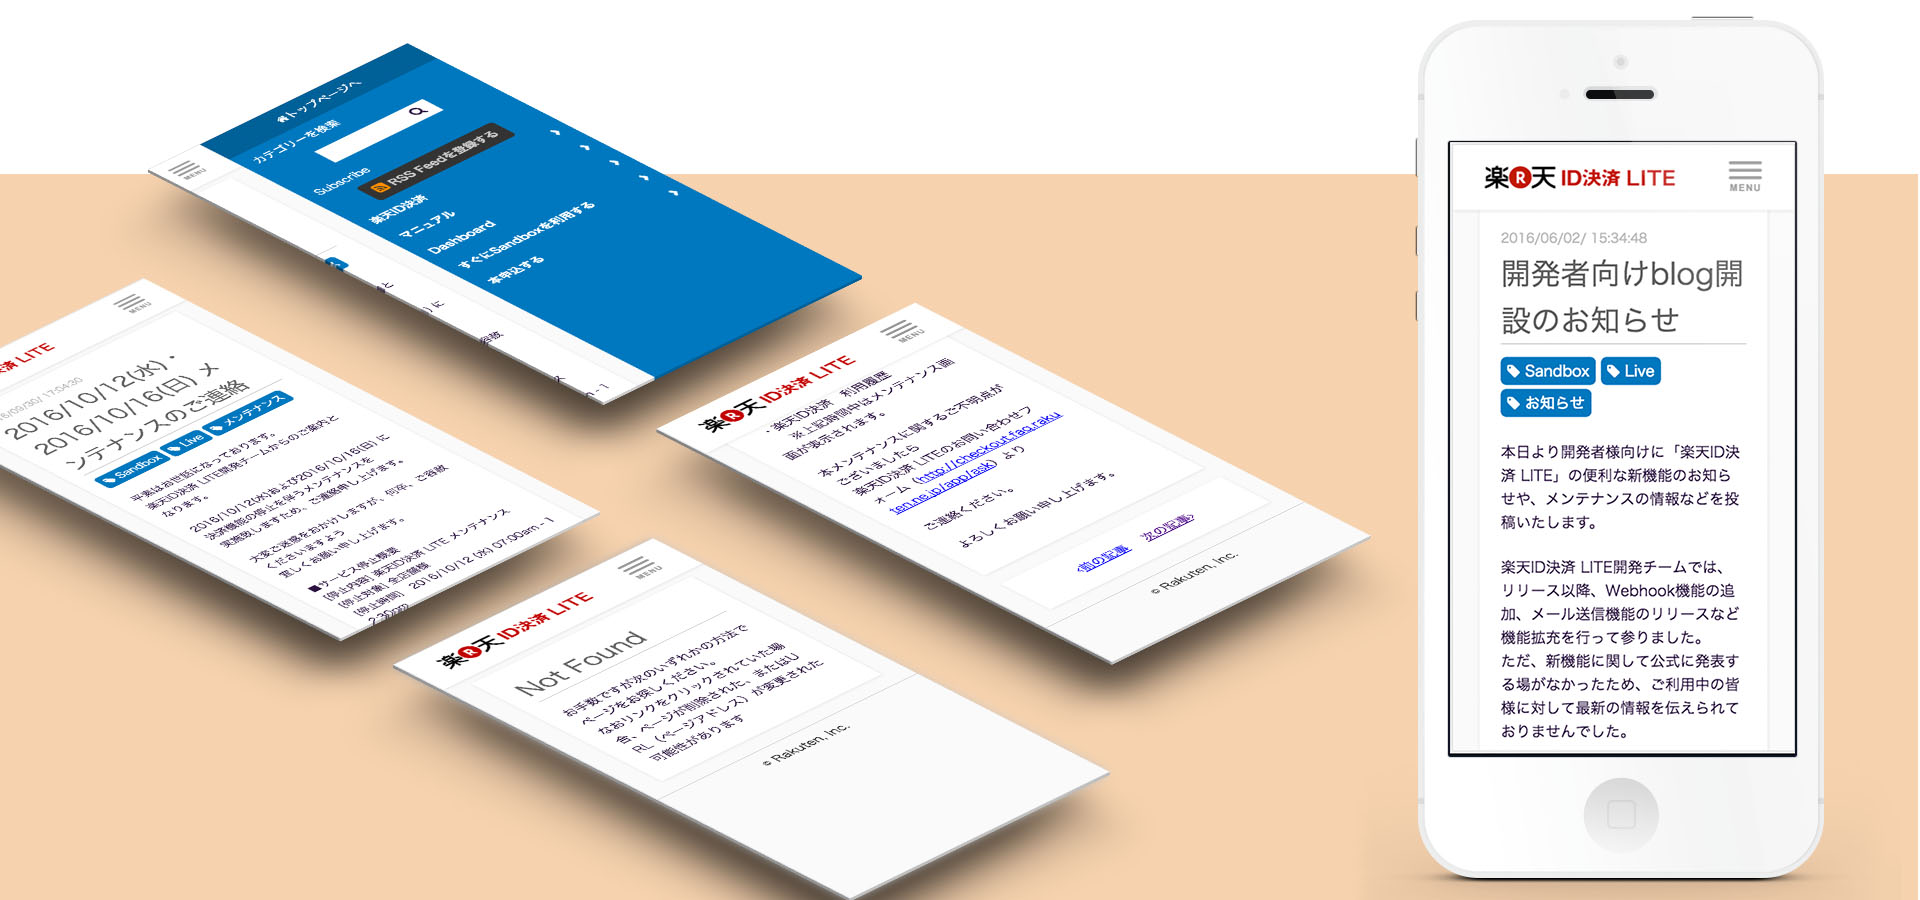 トップページへ
カテゴリーを検索
Subscribe
RSS Feedを登録する
楽天ID決済
マニュアル
Dashboard
すぐにSandboxを利用する
本申込する
MENU
ム
と
に
容赦
- 1
MENU
済 LITE
6/09/30/ 17:04:30
2016/10/12(水)・
2016/10/16(日) メ
ンテナンスのご連絡
Sandbox Live メンテナンス
平素はお世話になっております。
楽天ID決済 LITE開発チームからのご案内と
なります。
2016/10/12(水)および2016/10/16(日) に
決済機能の停止を伴うメンテナンスを
実施致しますため、ご連絡申し上げます。
大変ご迷惑をおかけしますが、何卒、ご容赦
くださいますよう
宜しくお願い申し上げます。
■サービス停止概要
[停止内容] 楽天ID決済 LITE メンテナンス
[停止対象] 全店舗様
[停止時間] 2016/10/12 (水) 07:00am - 1
2:30pm
MENU
楽R天 ID決済 LITE
・楽天ID決済 利用履歴
※上記時間中はメンテナンス画
面が表示されます。
本メンテナンスに関するご不明点が
ございましたら
楽天ID決済 LITEのお問い合わせフ
ォーム（http://checkout.faq.raku
ten.ne.jp/app/ask）より
ご連絡ください。
よろしくお願い申し上げます。
‹前の記事 次の記事›
© Rakuten, Inc.
MENU
楽R天 ID決済 LITE
Not Found
お手数ですが次のいずれかの方法で
ページをお探しください。
なおリンクをクリックされていた場
合、ページが削除された、またはU
RL（ページアドレス）が変更された
可能性があります
© Rakuten, Inc.
楽R天 ID決済 LITE
MENU
2016/06/02/ 15:34:48
開発者向けblog開
設のお知らせ
Sandbox Live
お知らせ
本日より開発者様向けに「楽天ID決
済 LITE」の便利な新機能のお知ら
せや、メンテナンスの情報などを投
稿いたします。
楽天ID決済 LITE開発チームでは、
リリース以降、Webhook機能の追
加、メール送信機能のリリースなど
機能拡充を行って参りました。
ただ、新機能に関して公式に発表す
る場がなかったため、ご利用中の皆
様に対して最新の情報を伝えられて
おりませんでした。